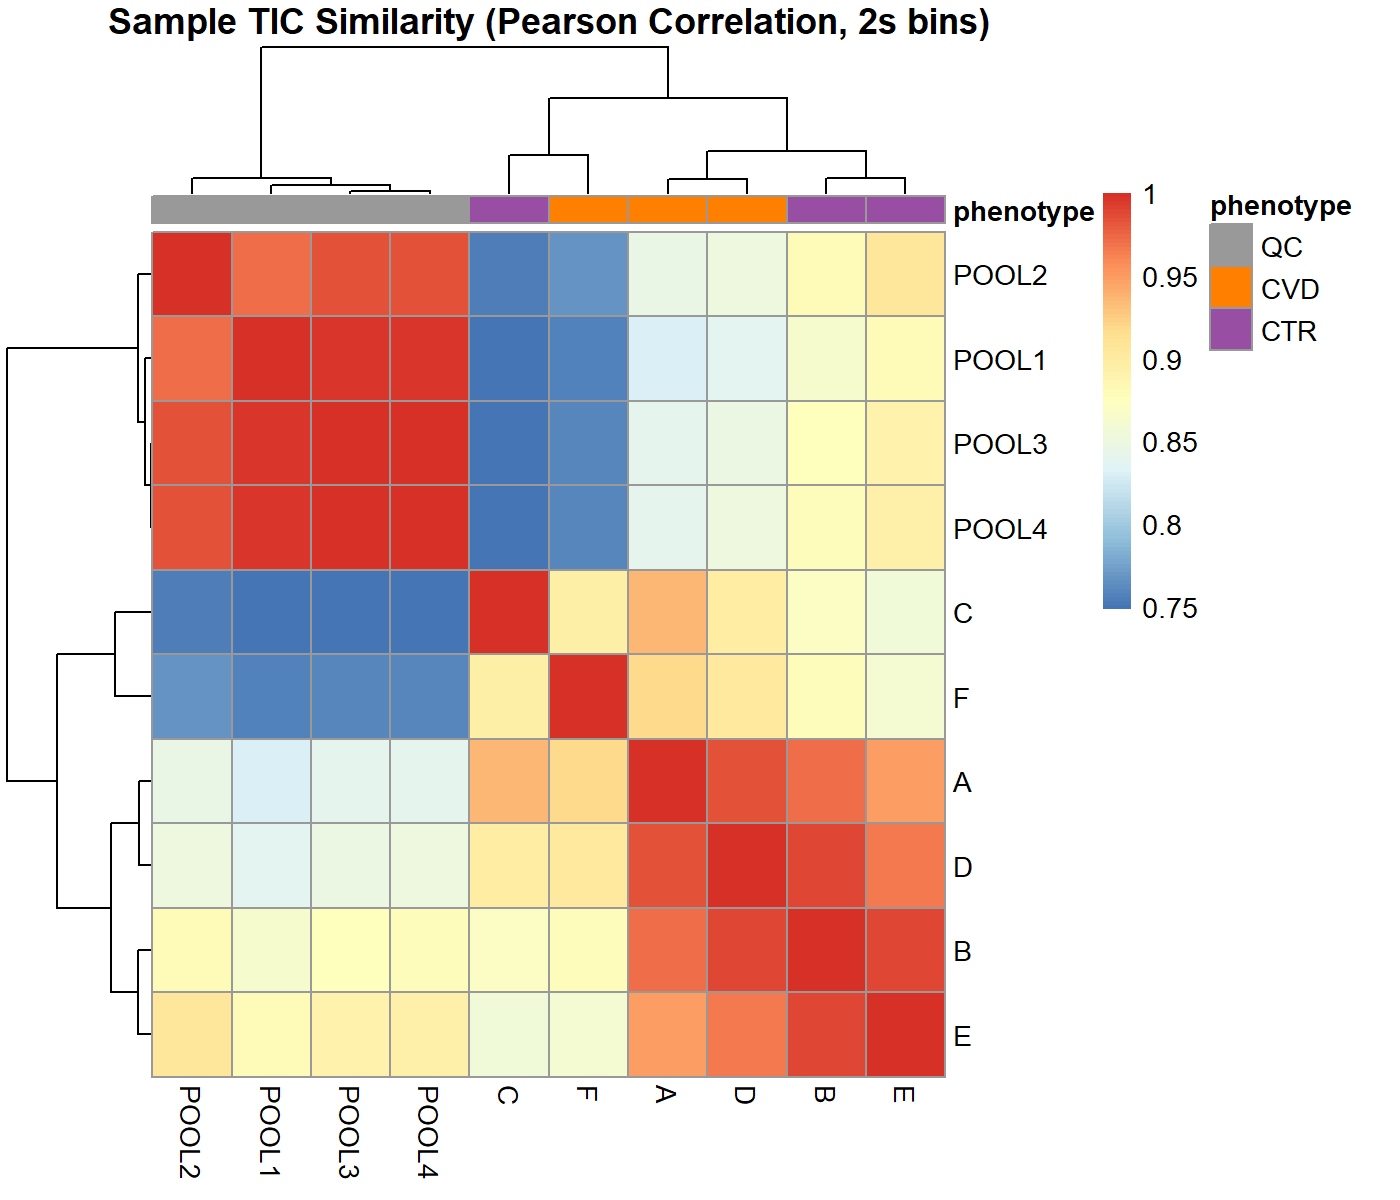 Sample TIC Similarity (Pearson Correlation, 2s bins)
phenotype
POOL2
POOL1
POOL3
POOL4
C
F
A
D
B
E
POOL2
POOL1
POOL3
POOL4
C
F
A
D
B
E
1
0.95
0.9
0.85
0.8
0.75
phenotype
QC
CVD
CTR